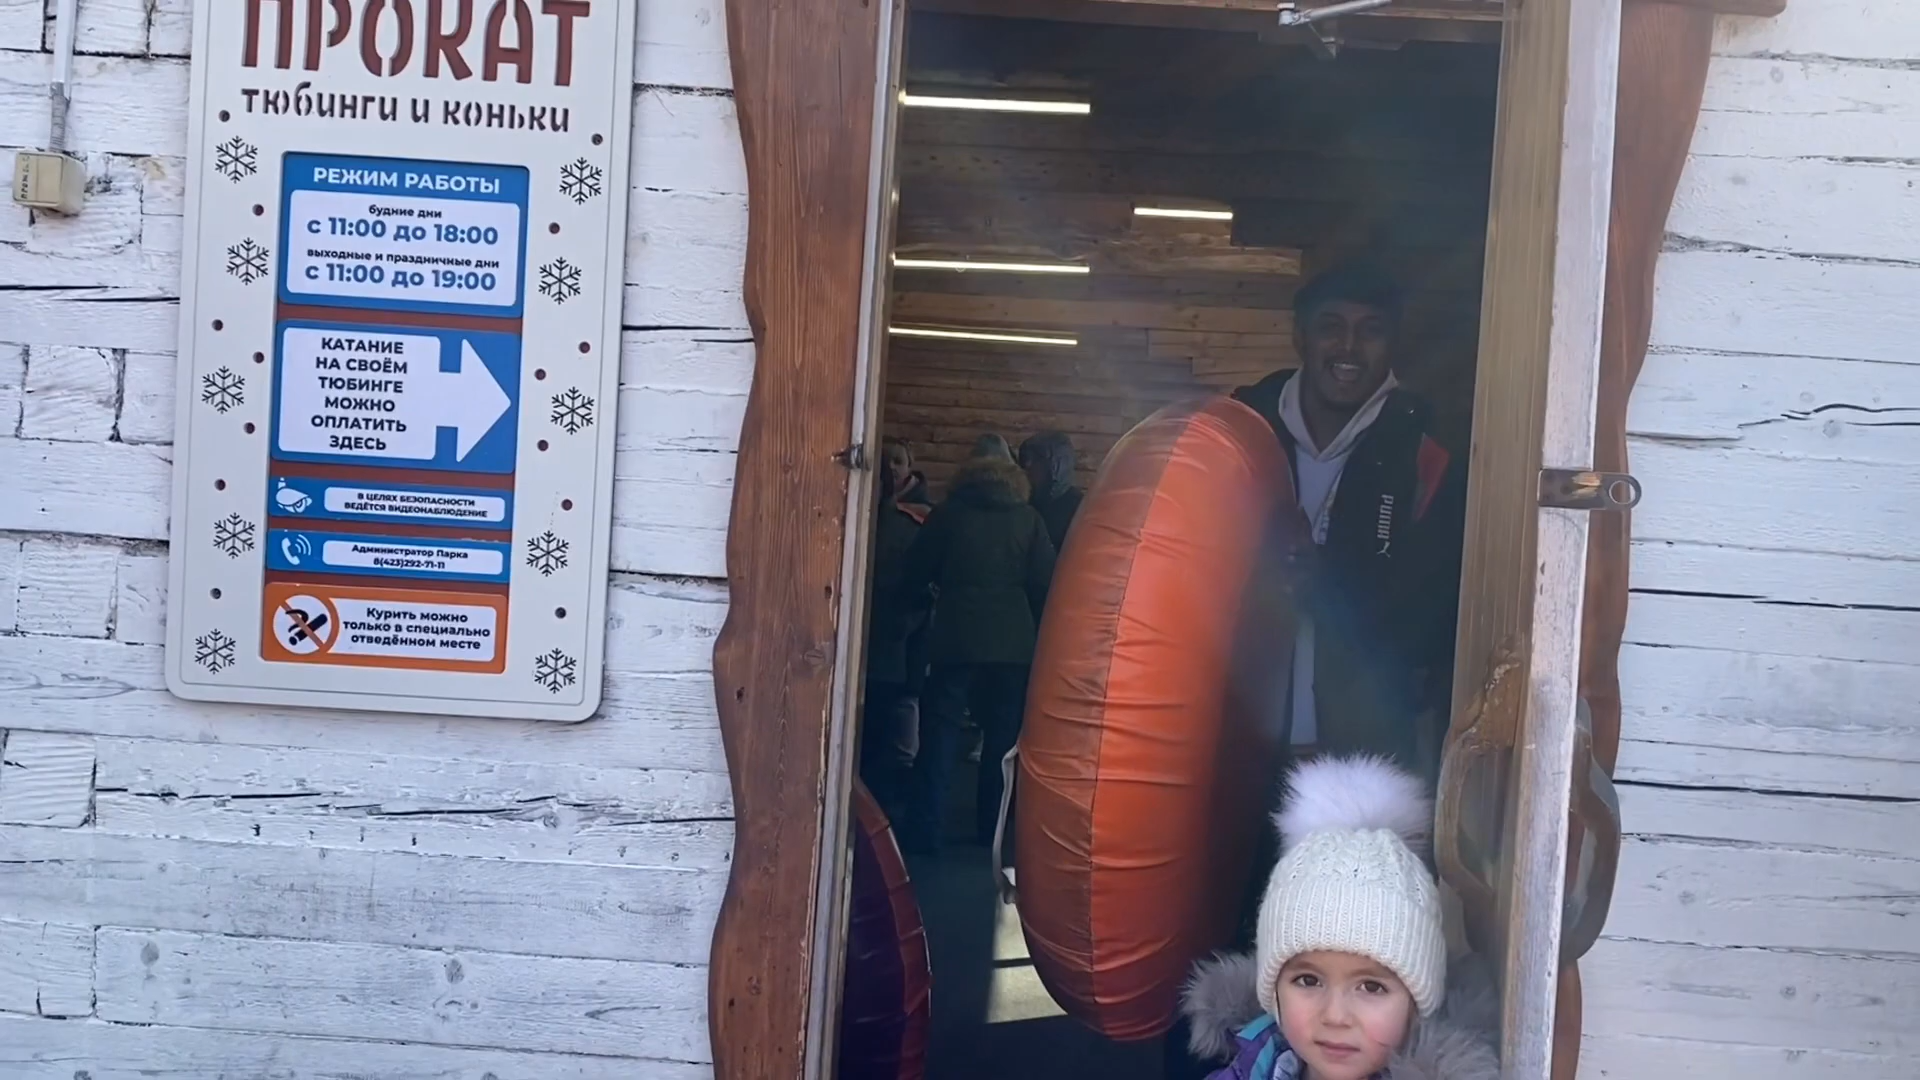 ПРОКАТ
тюбинги и коньки
РЕЖИМ РАБОТЫ
будние дни
с 11:00 до 18:00
выходные и праздничные дни
с 11:00 до 19:00
КАТАНИЕ
НА СВОЁМ
ТЮБИНГЕ
МОЖНО
ОПЛАТИТЬ
ЗДЕСЬ
В ЦЕЛЯХ БЕЗОПАСНОСТИ
ВЕДЁТСЯ ВИДЕОНАБЛЮДЕНИЕ
Администратор Парка
8(423)292-71-11
Курить можно
только в специально
отведённом месте
PUMA